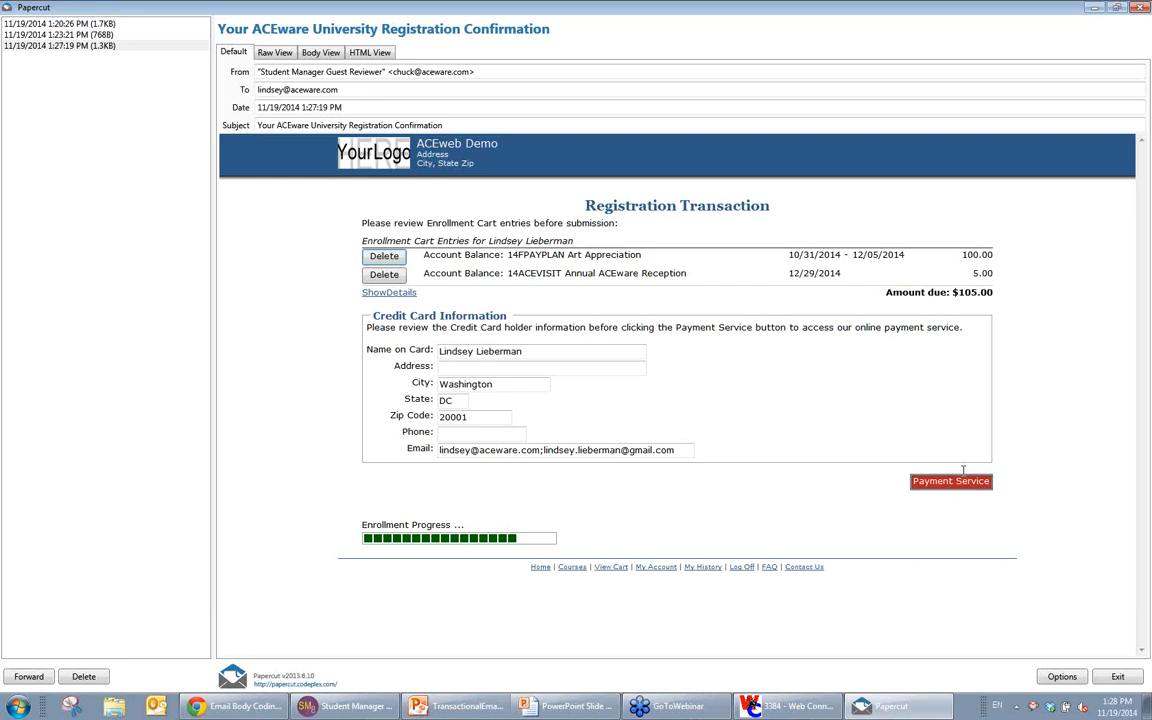 Papercut
11/19/2014 1:20:26 PM (1.7KB)
11/19/2014 1:23:21 PM (768B)
11/19/2014 1:27:19 PM (1.3KB)
Your ACEware University Registration Confirmation
Default Raw View Body View HTML View
From "Student Manager Guest Reviewer" <chuck@aceware.com>
To lindsey@aceware.com
Date 11/19/2014 1:27:19 PM
Subject Your ACEware University Registration Confirmation
YourLogo
ACEweb Demo
Address
City, State Zip
Registration Transaction
Please review Enrollment Cart entries before submission:
Enrollment Cart Entries for Lindsey Lieberman
Delete Account Balance: 14FPAYPLAN Art Appreciation 10/31/2014 - 12/05/2014 100.00
Delete Account Balance: 14ACEVISIT Annual ACEware Reception 12/29/2014 5.00
ShowDetails Amount due: $105.00
Credit Card Information
Please review the Credit Card holder information before clicking the Payment Service button to access our online payment service.
Name on Card: Lindsey Lieberman
Address:
City: Washington
State: DC
Zip Code: 20001
Phone:
Email: lindsey@aceware.com;lindsey.lieberman@gmail.com
Payment Service
Enrollment Progress ...
Home | Courses | View Cart | My Account | My History | Log Off | FAQ | Contact Us
Forward Delete
Papercut v2013.6.10
http://papercut.codeplex.com/
Options Exit
Email Body Codin... Student Manager ... TransactionalEma... PowerPoint Slide ... GoToWebinar 3384 - Web Conn... Papercut
EN 1:28 PM
11/19/2014